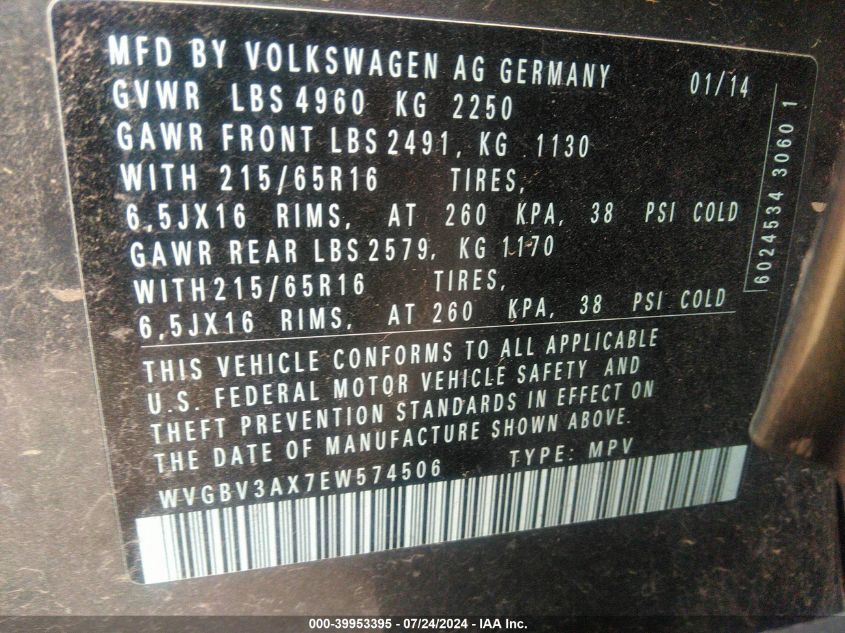 MFD BY VOLKSWAGEN AG GERMANY 01/14
GVWR LBS 4960 KG 2250
GAWR FRONT LBS 2491, KG 1130
WITH 215/65R16 TIRES,
6,5JX16 RIMS, AT 260 KPA, 38 PSI COLD
GAWR REAR LBS 2579, KG 1170
WITH 215/65R16 TIRES,
6,5JX16 RIMS, AT 260 KPA, 38 PSI COLD
THIS VEHICLE CONFORMS TO ALL APPLICABLE
U.S. FEDERAL MOTOR VEHICLE SAFETY AND
THEFT PREVENTION STANDARDS IN EFFECT ON
THE DATE OF MANUFACTURE SHOWN ABOVE.
WVGBV3AX7EW574506 TYPE: MPV
6024534 3060 1
000-39953395 - 07/24/2024 - IAA Inc.